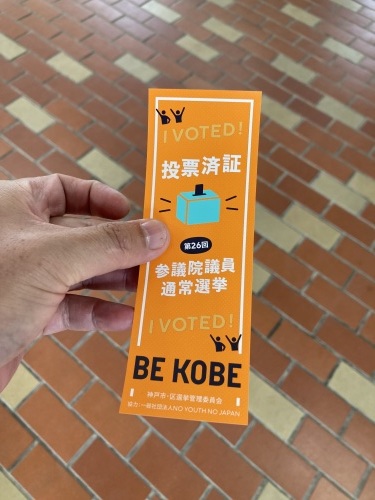 I VOTED!
投票済証
第26回
参議院議員
通常選挙
I VOTED!
BE KOBE
神戸市・区選挙管理委員会
協力:一般社団法人NO YOUTH NO JAPAN